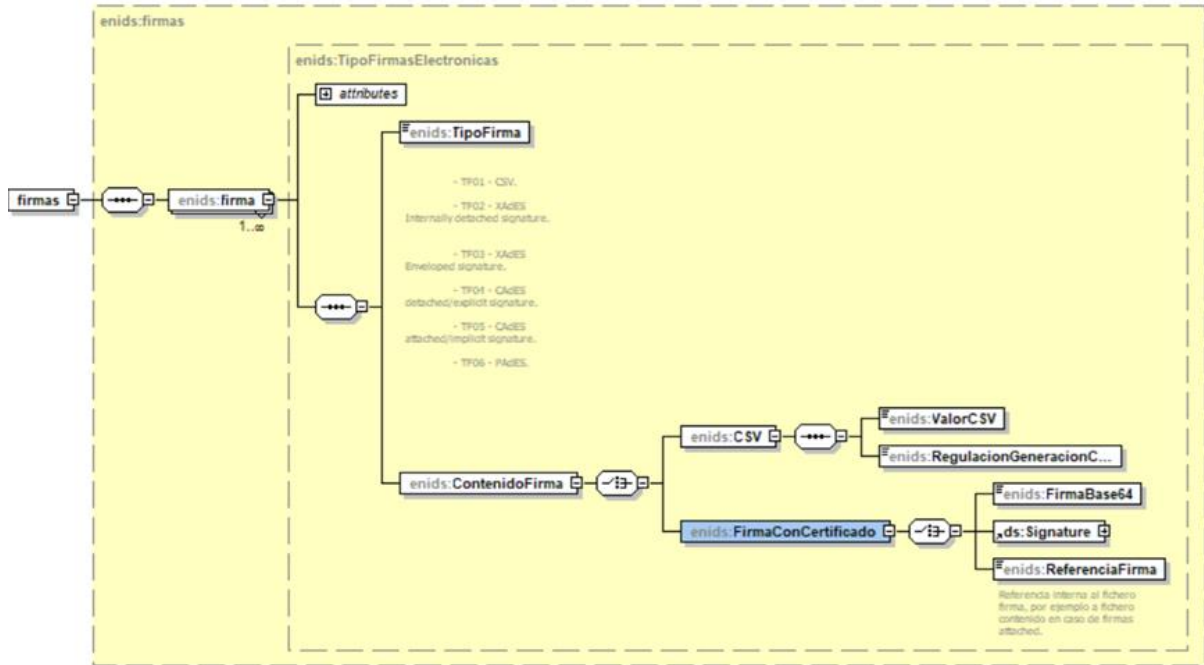 enids:firmas
enids:TipoFirmasElectronicas
attributes
enids:TipoFirma
- TF01 - CSV.
- TF02 - XAdES
Internally detached signature.
- TF03 - XAdES
Enveloped signature.
- TF04 - CAdES
detached/explicit signature.
- TF05 - CAdES
attached/implicit signature.
- TF06 - PAdES.
firmas
enids:firma
1..∞
enids:ContenidoFirma
enids:CSV
enids:ValorCSV
enids:RegulacionGeneracionC...
enids:FirmaConCertificado
enids:FirmaBase64
ds:Signature
enids:ReferenciaFirma
Referencia interna al fichero
firma, por ejemplo a fichero
contenido en caso de firmas
attached.